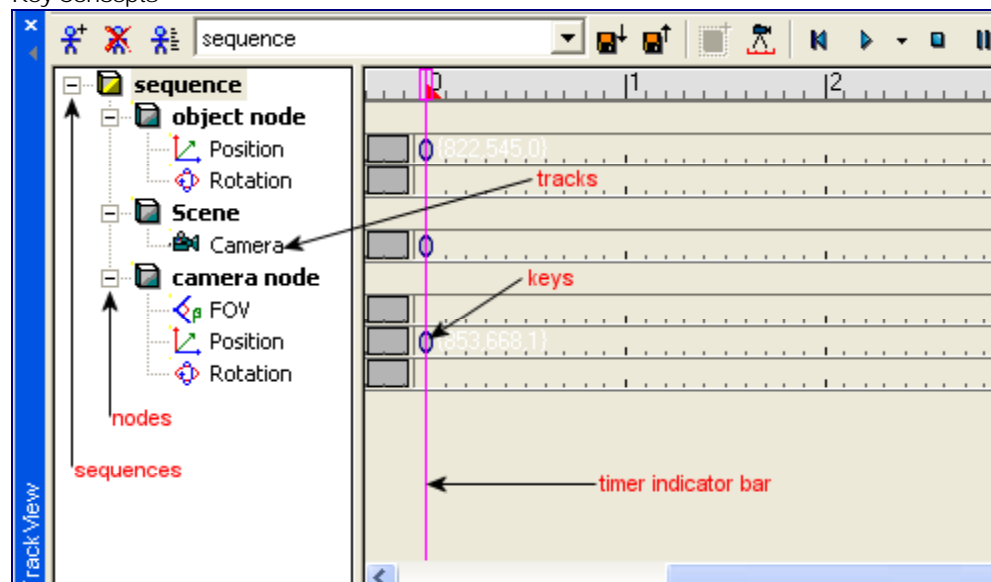 Key concepts
sequence
sequence
0 1 2
object node
Position {822,545,0}
Rotation
tracks
Scene
Camera
camera node
keys
FOV
β
Position {853,668,1}
Rotation
nodes
sequences
timer indicator bar
Track View